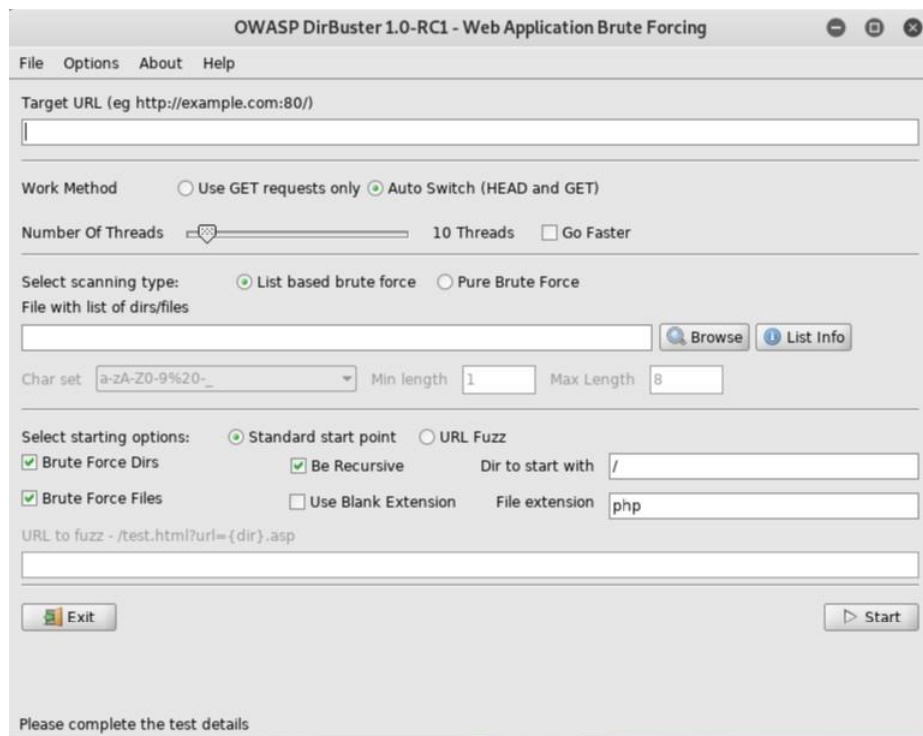 OWASP DirBuster 1.0-RC1 - Web Application Brute Forcing
File Options About Help
Target URL (eg http://example.com:80/)
Work Method Use GET requests only Auto Switch (HEAD and GET)
Number Of Threads 10 Threads Go Faster
Select scanning type: List based brute force Pure Brute Force
File with list of dirs/files
Browse List Info
Char set a-zA-Z0-9%20-_ Min length 1 Max Length 8
Select starting options: Standard start point URL Fuzz
Brute Force Dirs Be Recursive Dir to start with /
Brute Force Files Use Blank Extension File extension php
URL to fuzz - /test.html?url={dir}.asp
Exit Start
Please complete the test details